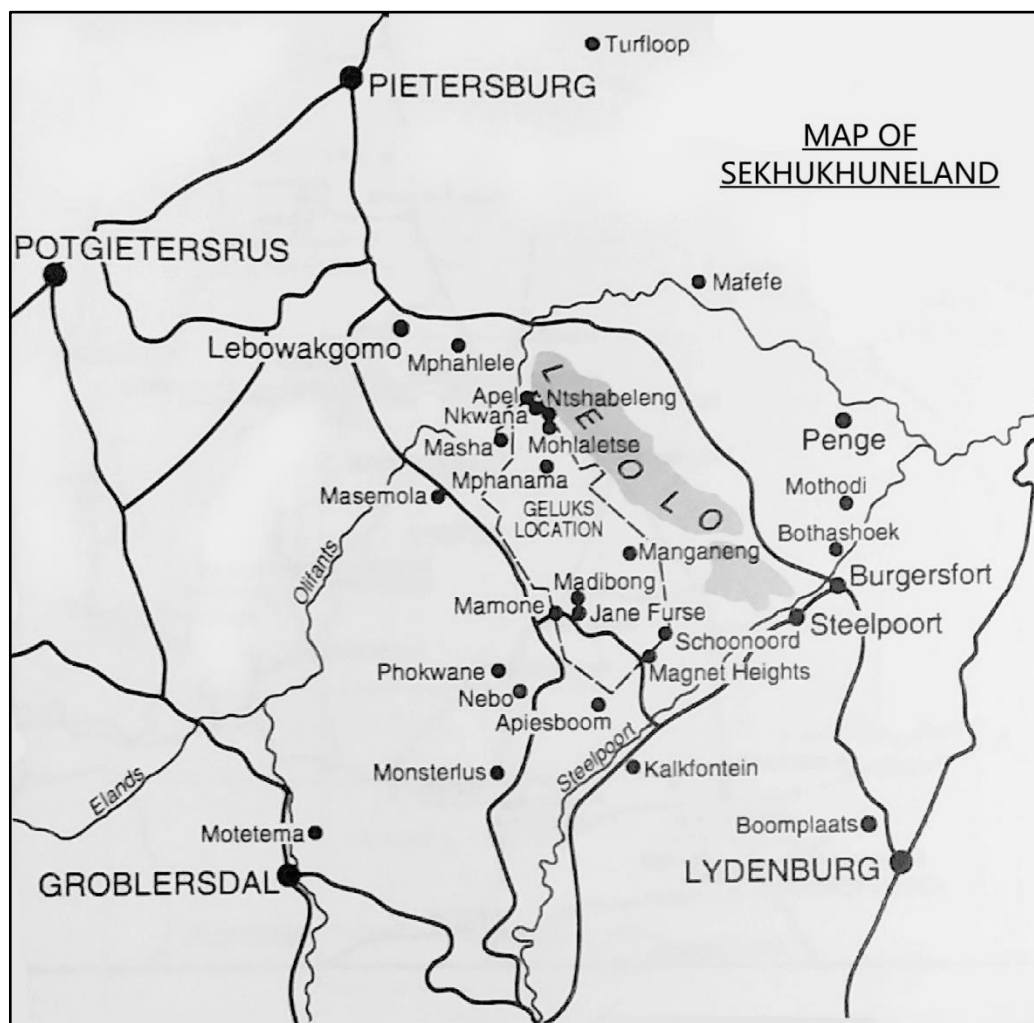 Turfloop
PIETERSBURG
MAP OF
SEKHUKHUNELAND
POTGIETERSRUS
Mafefe
Lebowakgomo
Mphahlele
LEOLO
Apel
Ntshabeleng
Nkwana
Masha
Mohlaletse
Penge
Mphanama
Masemola
Mothodi
GELUKS
LOCATION
Olifants
Manganeng
Bothashoek
Burgersfort
Madibong
Mamone
Jane Furse
Steelpoort
Schoonoord
Phokwane
Magnet Heights
Nebo
Apiesboom
Steelpoort
Elands
Monsterlus
Kalkfontein
Motetema
Boomplaats
GROBLERSDAL
LYDENBURG